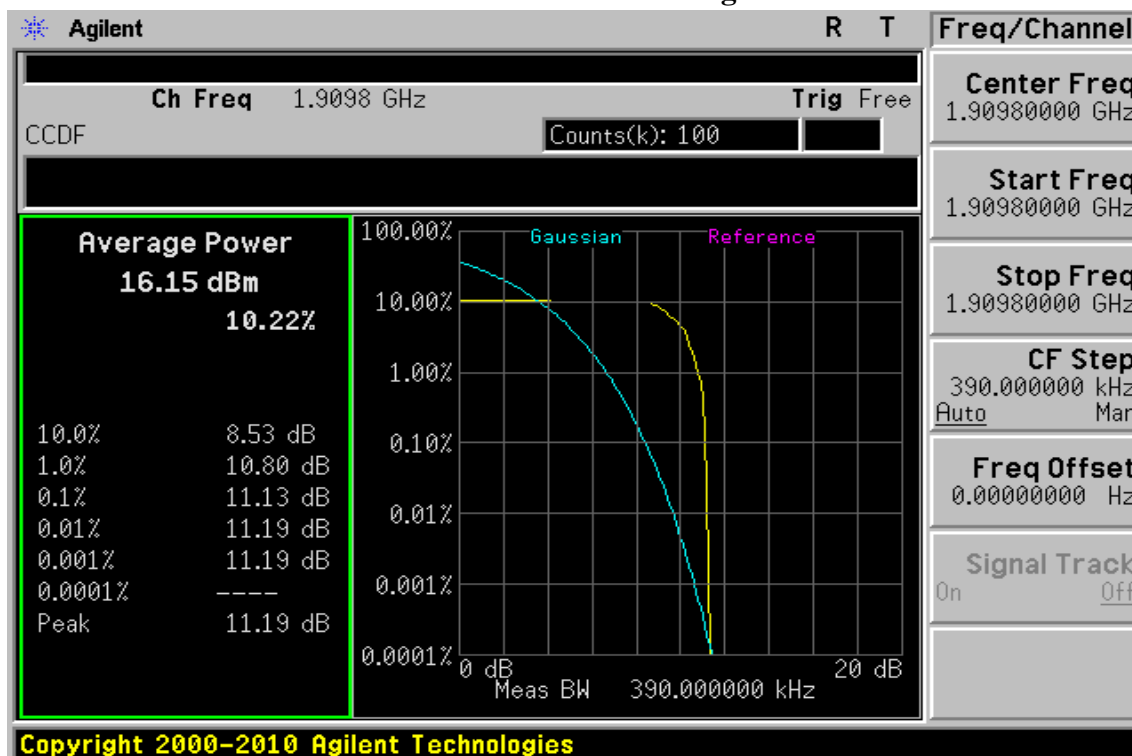 Agilent R T
Freq/Channel
Ch Freq 1.9098 GHz Trig Free
CCDF Counts(k): 100
Center Freq
1.90980000 GHz
Start Freq
1.90980000 GHz
Stop Freq
1.90980000 GHz
CF Step
390.000000 kHz
Auto Man
Freq Offset
0.00000000 Hz
Signal Track
On Off
Average Power
16.15 dBm
10.22%
10.0% 8.53 dB
1.0% 10.80 dB
0.1% 11.13 dB
0.01% 11.19 dB
0.001% 11.19 dB
0.0001% ----
Peak 11.19 dB
Gaussian Reference
100.00%
10.00%
1.00%
0.10%
0.01%
0.001%
0.0001%
0 dB 20 dB
Meas BW 390.000000 kHz
Copyright 2000-2010 Agilent Technologies